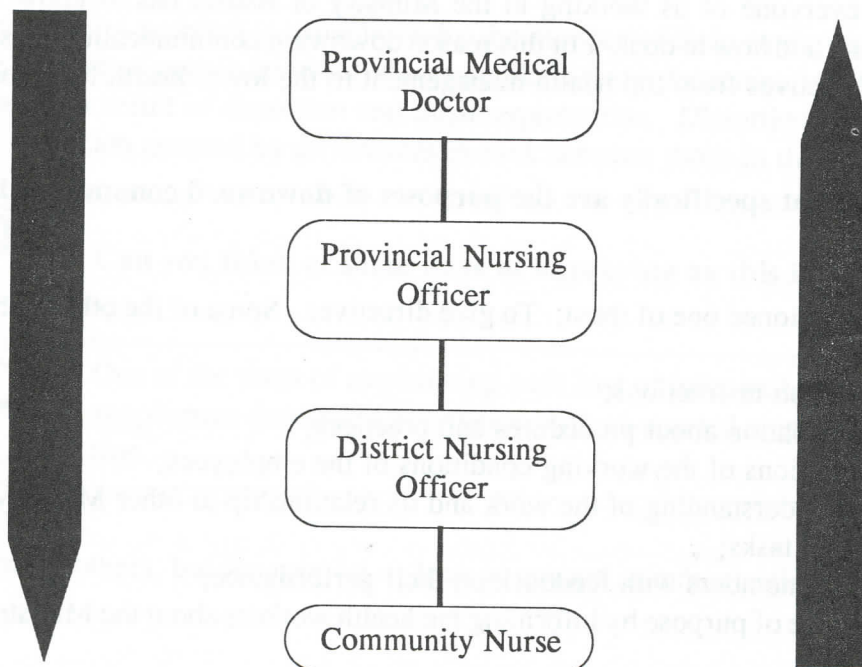 Provincial Medical
Doctor
Provincial Nursing
Officer
District Nursing
Officer
Community Nurse